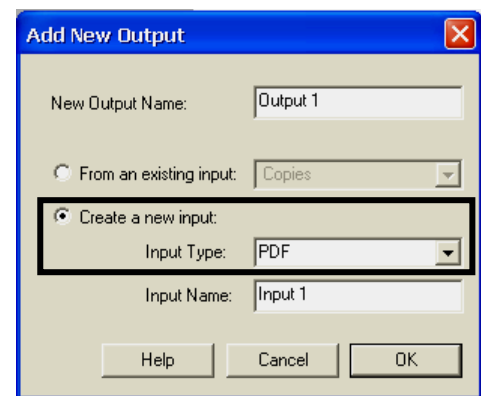 Add New Output
New Output Name: Output 1
From an existing input: Copies
Create a new input:
Input Type: PDF
Input Name: Input 1
Help Cancel OK